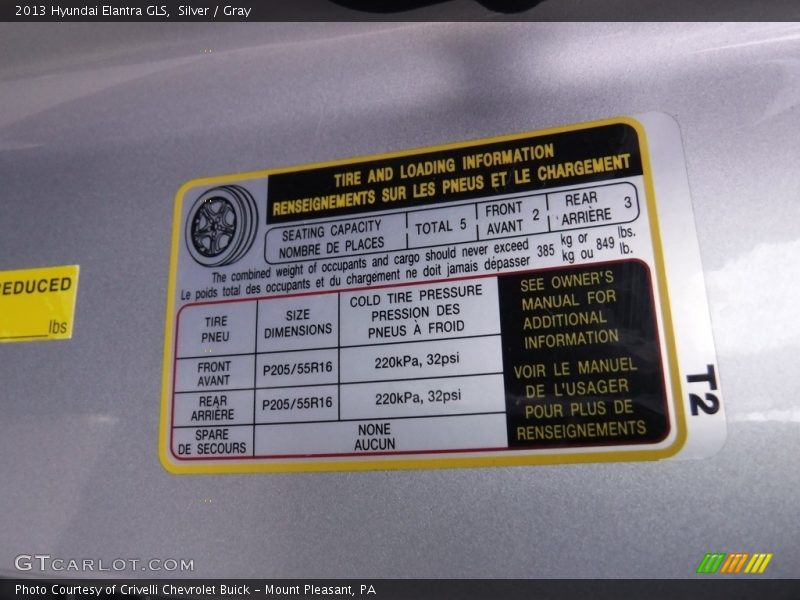 2013 Hyundai Elantra GLS, Silver / Gray
TIRE AND LOADING INFORMATION
RENSEIGNEMENTS SUR LES PNEUS ET LE CHARGEMENT
SEATING CAPACITY
NOMBRE DE PLACES
TOTAL 5
FRONT
AVANT 2
REAR
ARRIÈRE 3
The combined weight of occupants and cargo should never exceed 385 kg or 849 lbs.
Le poids total des occupants et du chargement ne doit jamais dépasser kg ou lb.
TIRE
PNEU
SIZE
DIMENSIONS
COLD TIRE PRESSURE
PRESSION DES
PNEUS À FROID
FRONT
AVANT
P205/55R16
220kPa, 32psi
REAR
ARRIÈRE
P205/55R16
220kPa, 32psi
SPARE
DE SECOURS
NONE
AUCUN
SEE OWNER'S
MANUAL FOR
ADDITIONAL
INFORMATION
VOIR LE MANUEL
DE L'USAGER
POUR PLUS DE
RENSEIGNEMENTS
T2
REDUCED
lbs
GTCARLOT.COM
Photo Courtesy of Crivelli Chevrolet Buick - Mount Pleasant, PA